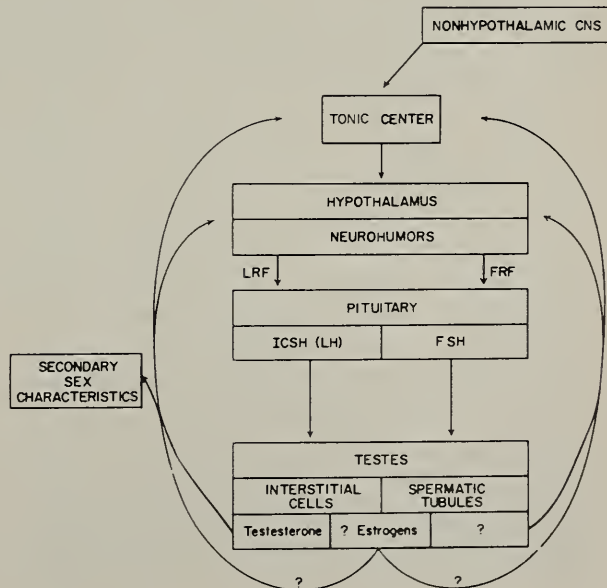 NONHYPOTHALAMIC CNS
TONIC CENTER
HYPOTHALAMUS
NEUROHUMORS
LRF
FRF
PITUITARY
ICSH (LH)
FSH
SECONDARY
SEX
CHARACTERISTICS
TESTES
INTERSTITIAL
CELLS
SPERMATIC
TUBULES
Testesterone
? Estrogens
?
?
?